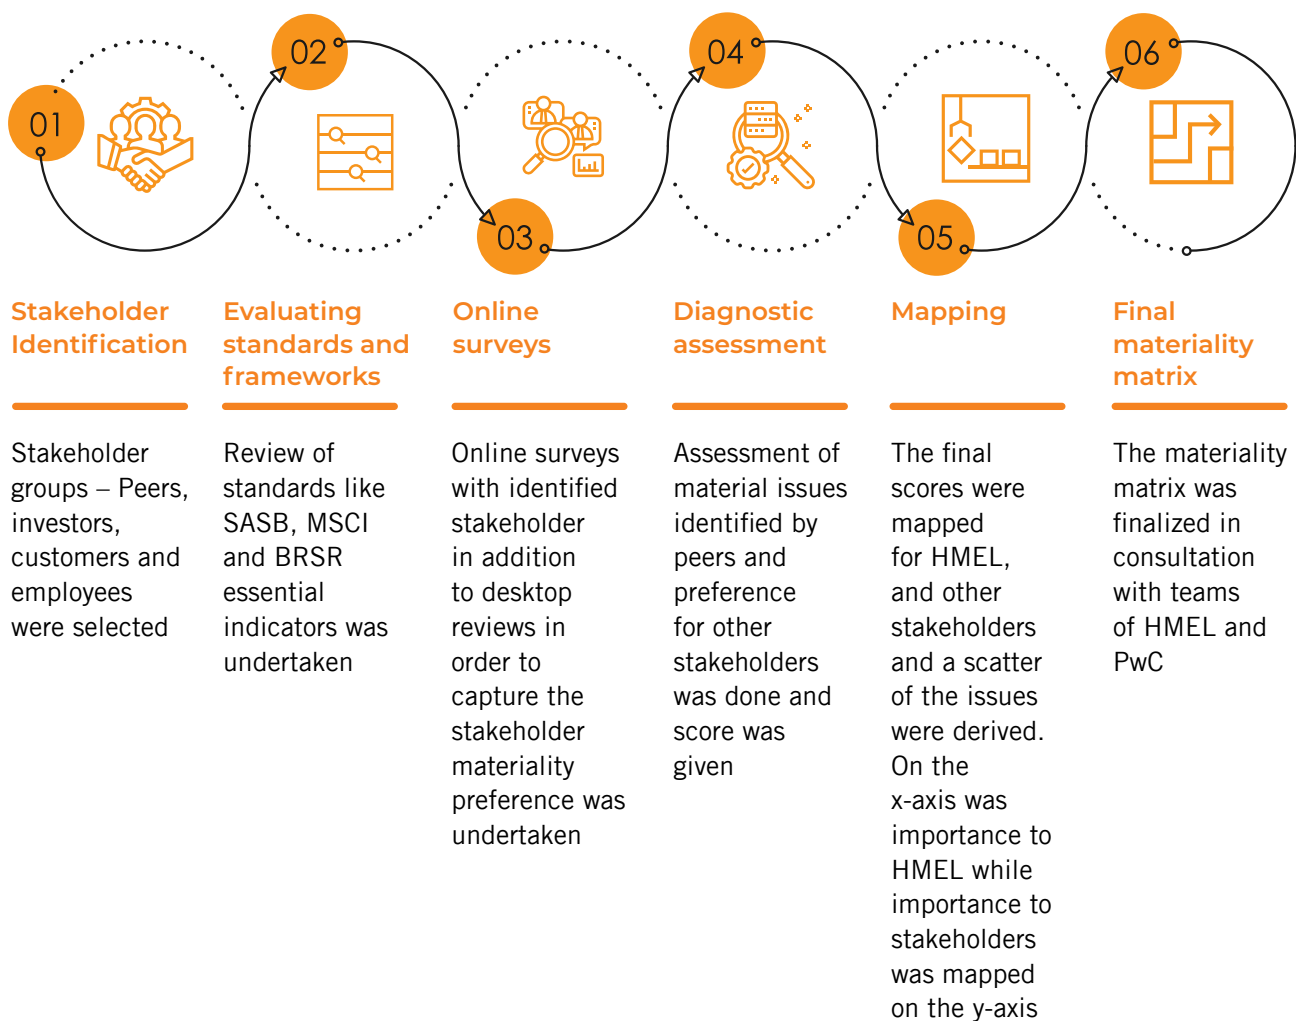 01
Stakeholder
Identification
Stakeholder
groups – Peers,
investors,
customers and
employees
were selected
02
Evaluating
standards and
frameworks
Review of
standards like
SASB, MSCI
and BRSR
essential
indicators was
undertaken
03
Online
surveys
Online surveys
with identified
stakeholder
in addition
to desktop
reviews in
order to
capture the
stakeholder
materiality
preference was
undertaken
04
Diagnostic
assessment
Assessment of
material issues
identified by
peers and
preference
for other
stakeholders
was done and
score was
given
05
Mapping
The final
scores were
mapped
for HMEL,
and other
stakeholders
and a scatter
of the issues
were derived.
On the
x-axis was
importance to
HMEL while
importance to
stakeholders
was mapped
on the y-axis
06
Final
materiality
matrix
The materiality
matrix was
finalized in
consultation
with teams
of HMEL and
PwC